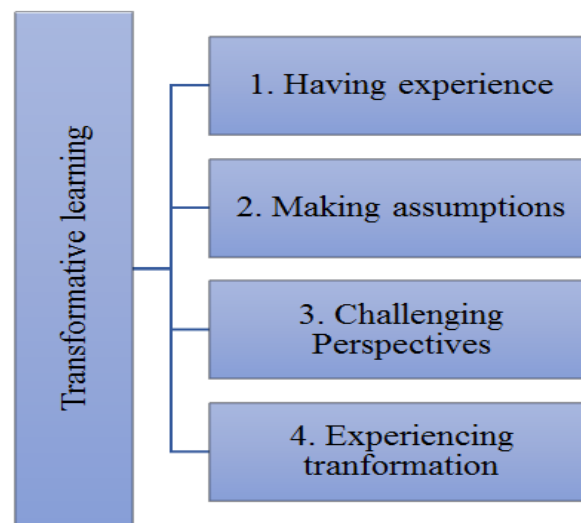 Transformative learning
1. Having experience
2. Making assumptions
3. Challenging
Perspectives
4. Experiencing
tranformation